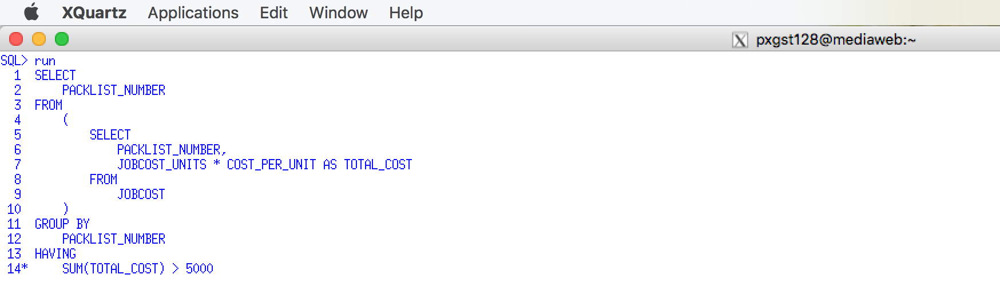 XQuartz Applications Edit Window Help
X pxgst128@mediaweb:~
SQL> run
  1  SELECT
  2      PACKLIST_NUMBER
  3  FROM
  4      (
  5          SELECT
  6              PACKLIST_NUMBER,
  7              JOBCOST_UNITS * COST_PER_UNIT AS TOTAL_COST
  8          FROM
  9              JOBCOST
 10      )
 11  GROUP BY
 12      PACKLIST_NUMBER
 13  HAVING
 14*     SUM(TOTAL_COST) > 5000